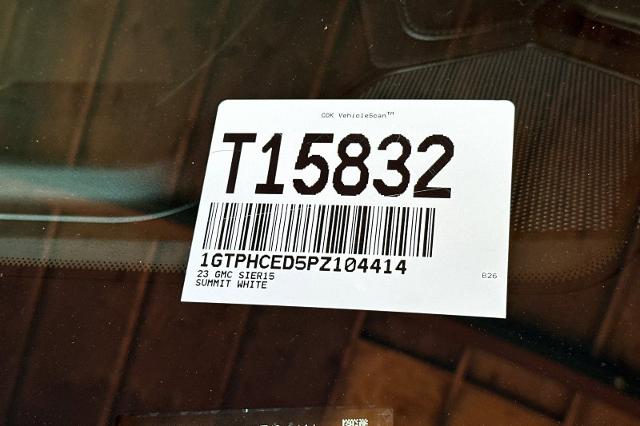 CDK VehicleScan™
T15832
1GTPHCED5PZ104414
23 GMC SIER15
SUMMIT WHITE
B26